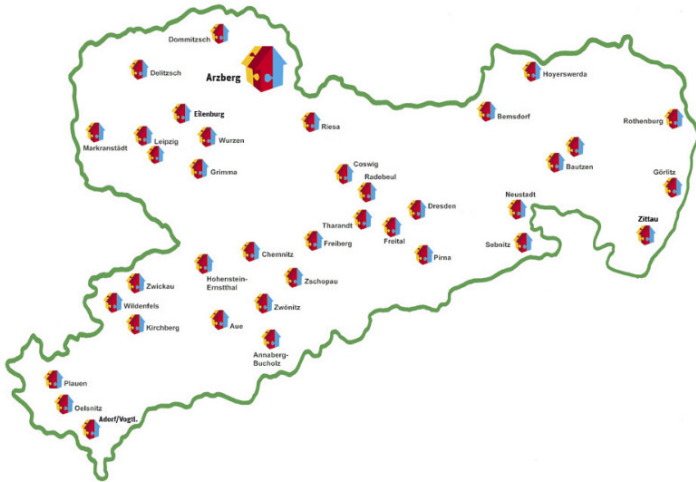 Dommitzsch
Delitzsch
Arzberg
Hoyerswerda
Eilenburg
Bernsdorf
Rothenburg
Riesa
Markranstädt
Leipzig
Wurzen
Grimma
Bautzen
Coswig
Radebeul
Görlitz
Neustadt
Dresden
Tharandt
Freital
Zittau
Freiberg
Sebnitz
Chemnitz
Pirna
Hohenstein-
Ernstthal
Zschopau
Zwickau
Wildenfels
Zwönitz
Kirchberg
Aue
Annaberg-
Bucholz
Plauen
Oelsnitz
Adorf/Vogtl.